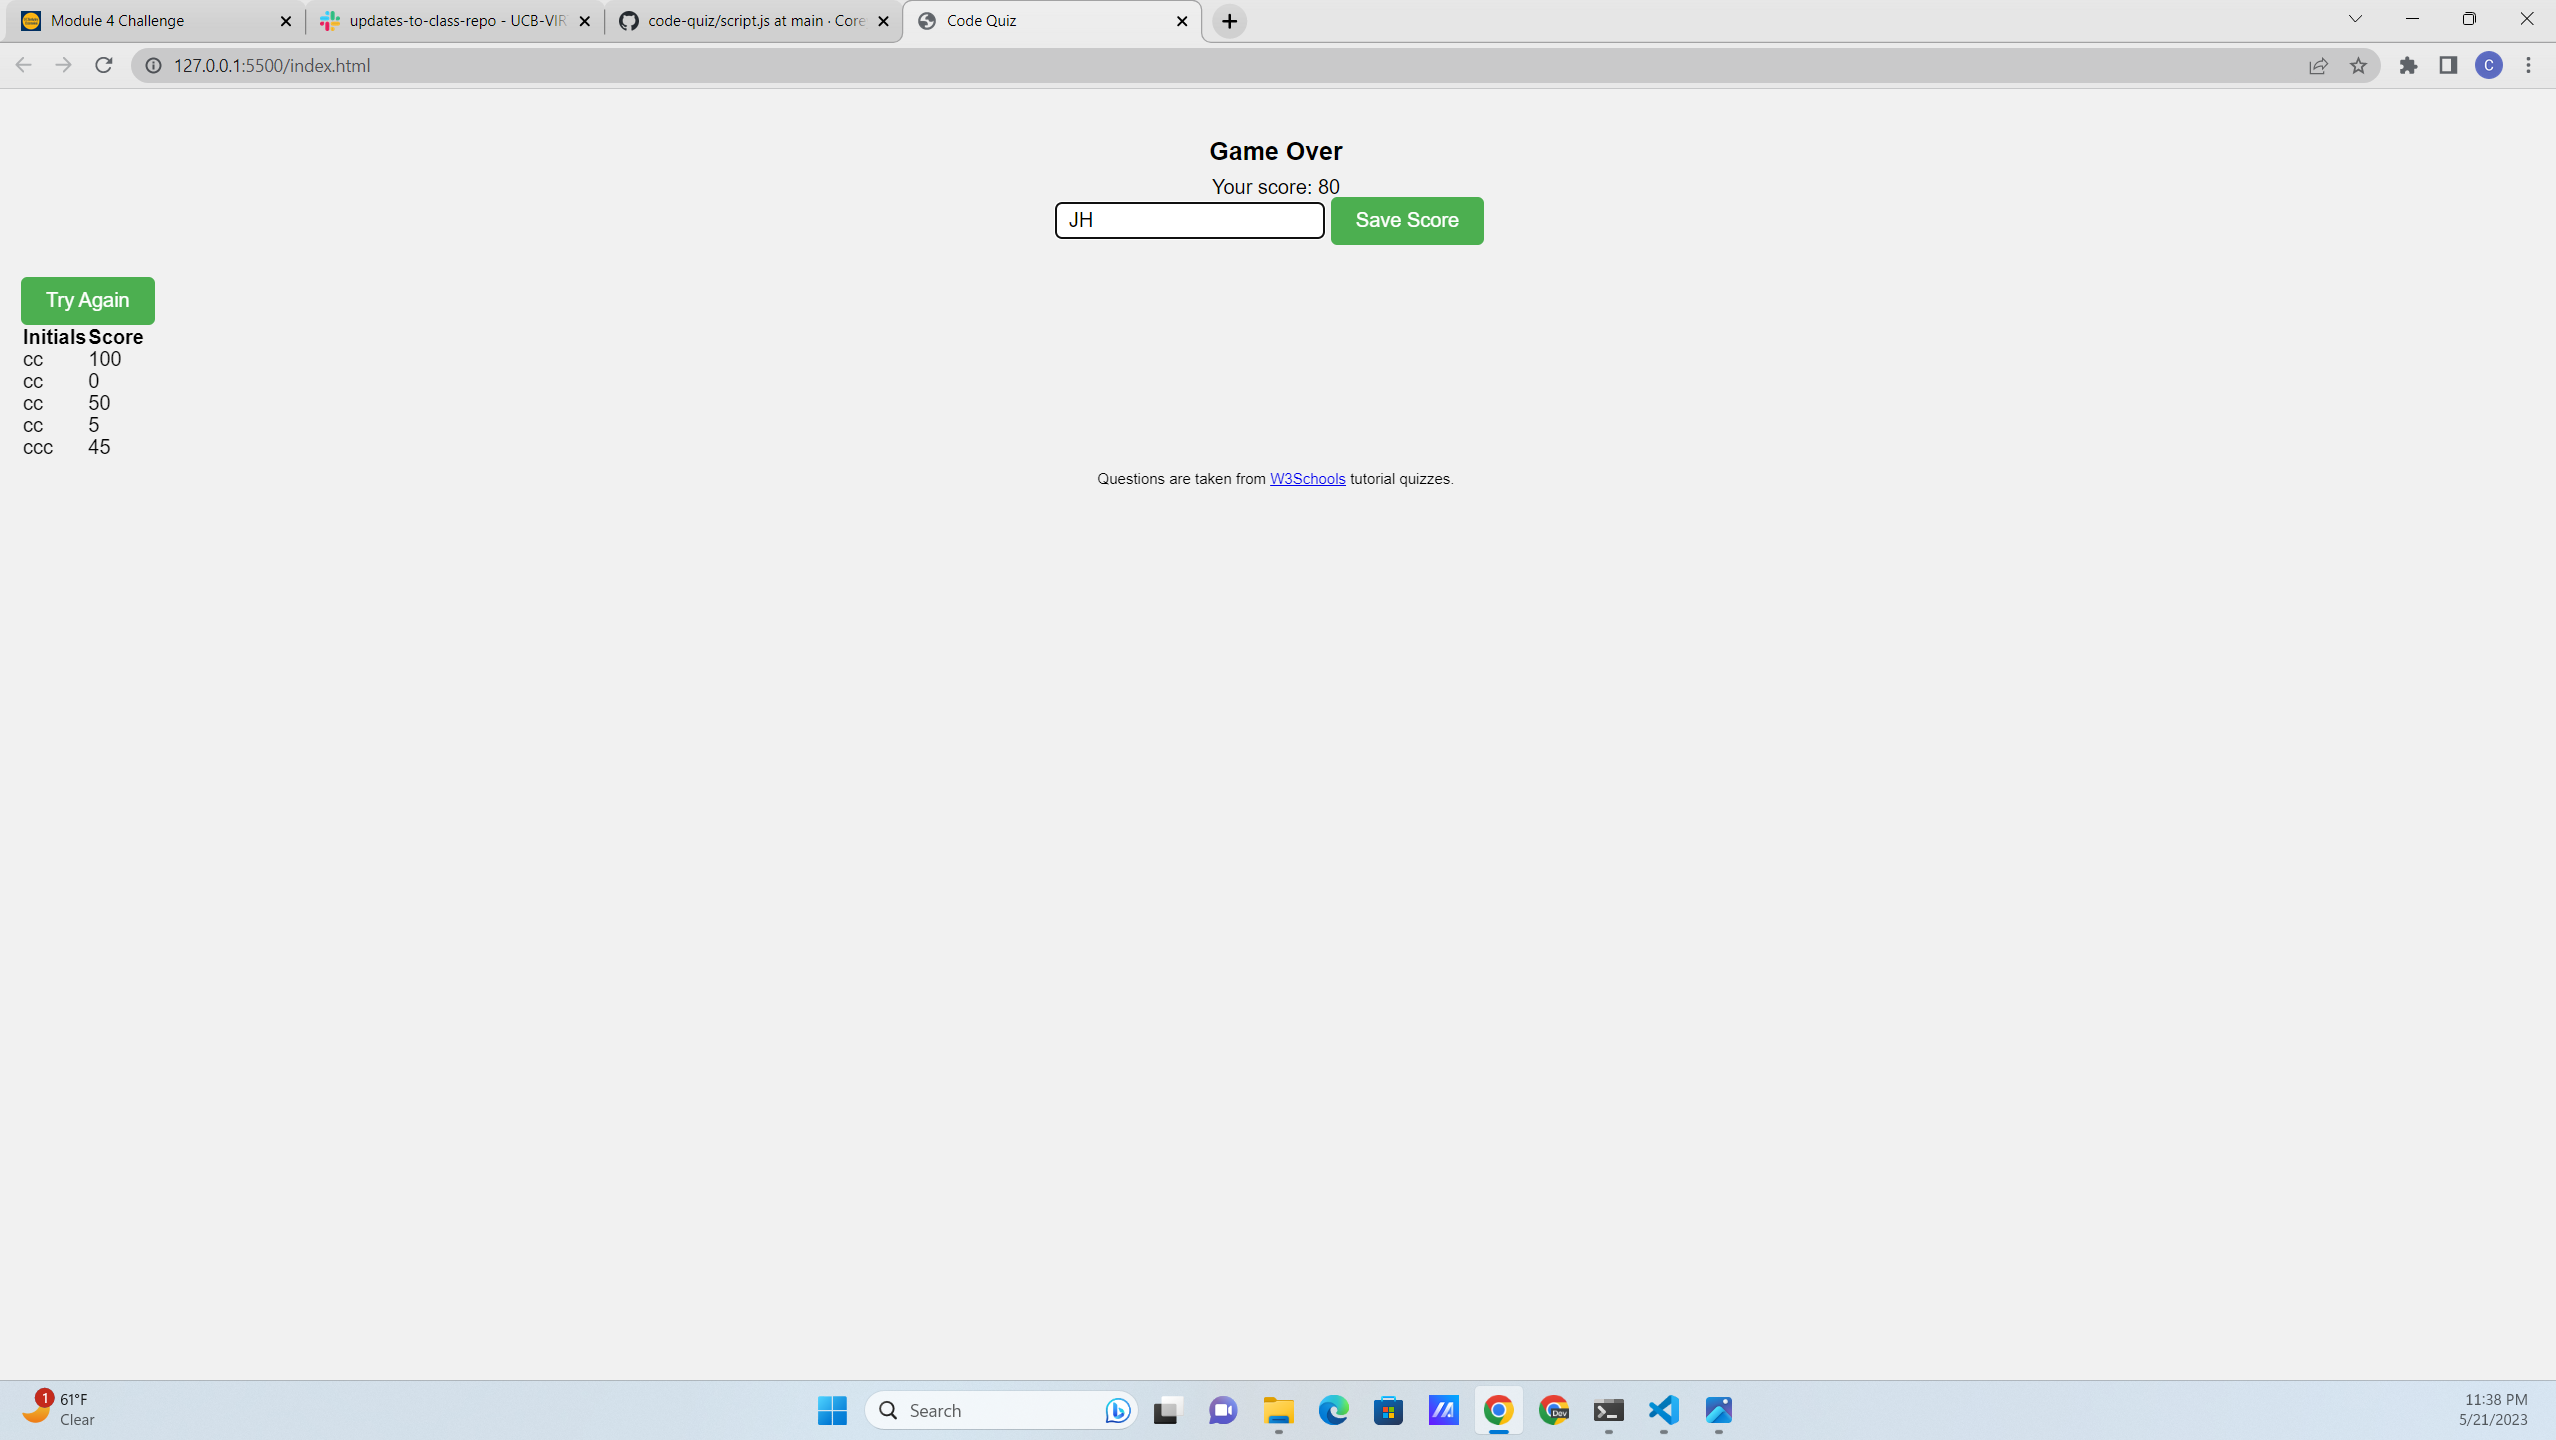 Module 4 Challenge
updates-to-class-repo - UCB-VIR
code-quiz/script.js at main · Core
Code Quiz
127.0.0.1:5500/index.html
C
Game Over
Your score: 80
JH
Save Score
Try Again
Initials Score
cc 100
cc 0
cc 50
cc 5
ccc 45
Questions are taken from W3Schools tutorial quizzes.
1
61°F
Clear
Search
Dev
11:38 PM
5/21/2023